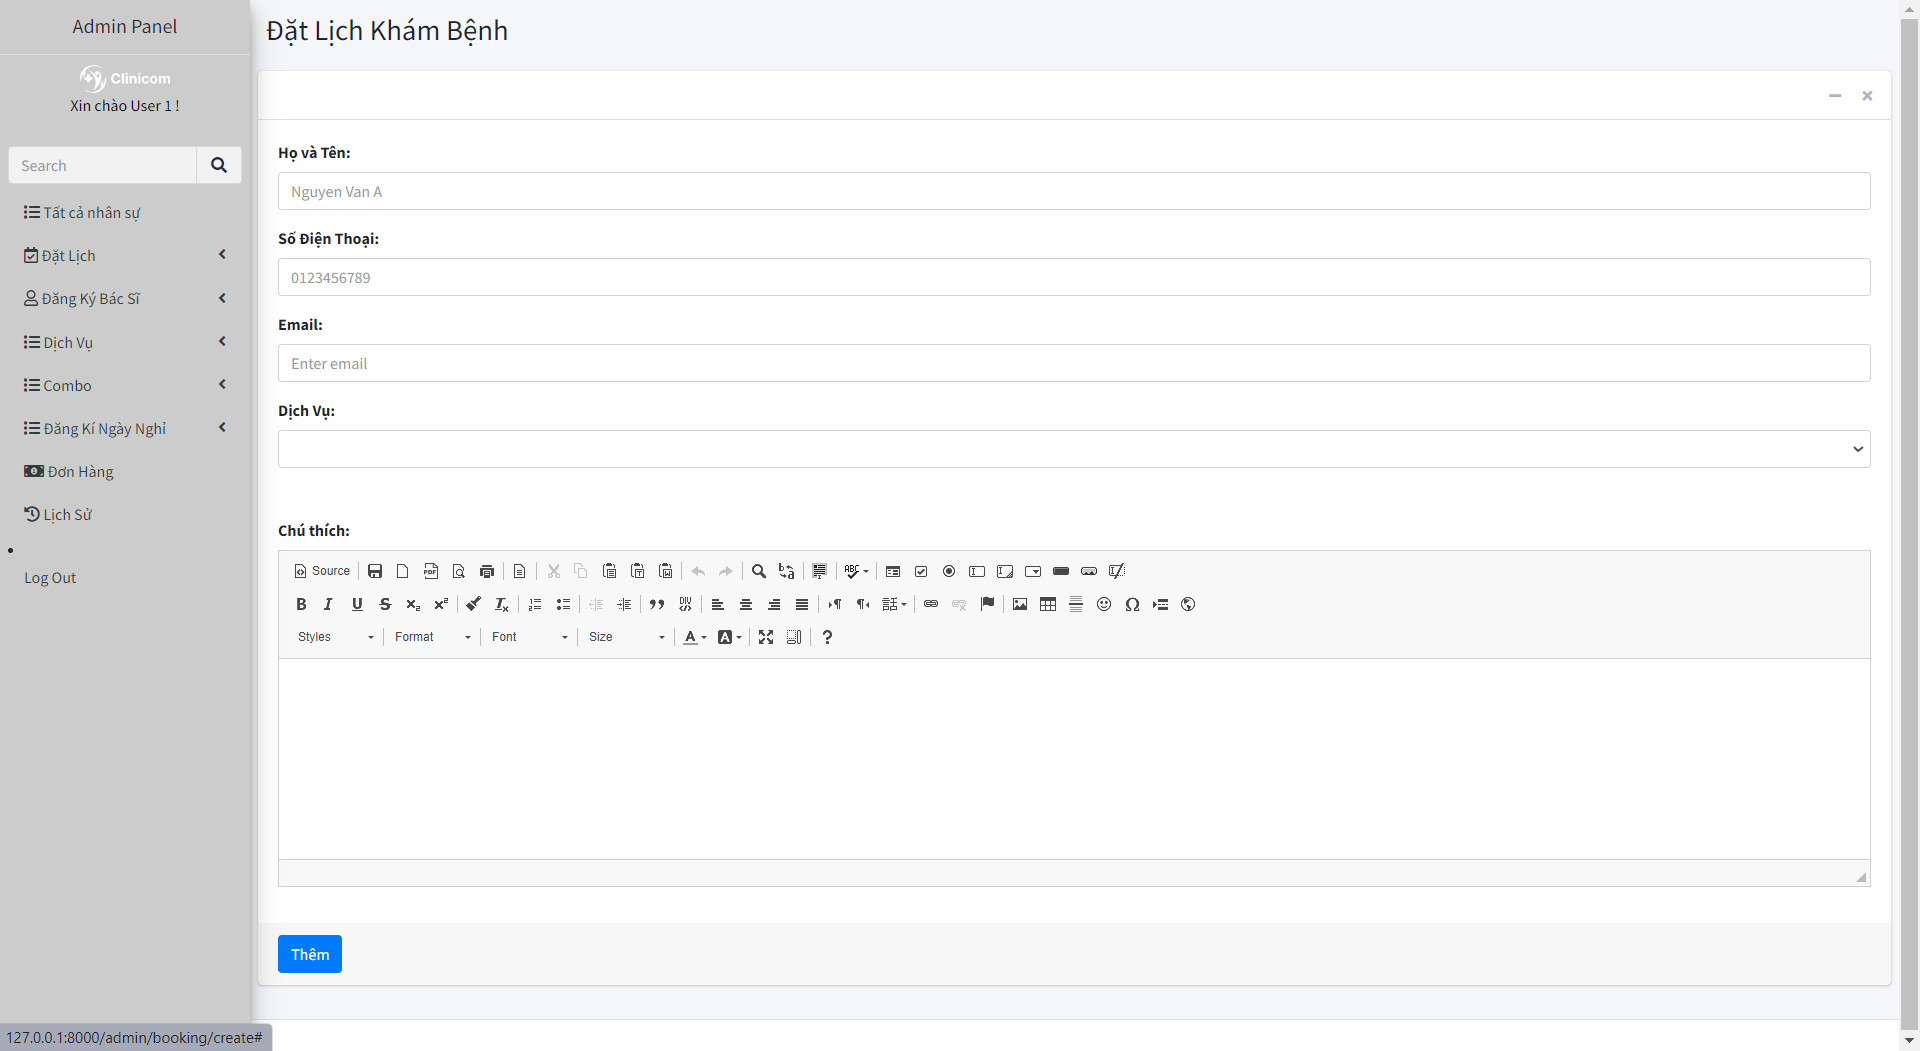 Admin Panel
Clinicom
Xin chào User 1 !
Search
Tất cả nhân sự
Đặt Lịch
Đăng Ký Bác Sĩ
Dịch Vụ
Combo
Đăng Kí Ngày Nghỉ
Đơn Hàng
Lịch Sử
Log Out
Đặt Lịch Khám Bệnh
Họ và Tên:
Nguyen Van A
Số Điện Thoại:
0123456789
Email:
Enter email
Dịch Vụ:
Chú thích:
Source
Styles Format Font Size
Thêm
127.0.0.1:8000/admin/booking/create#